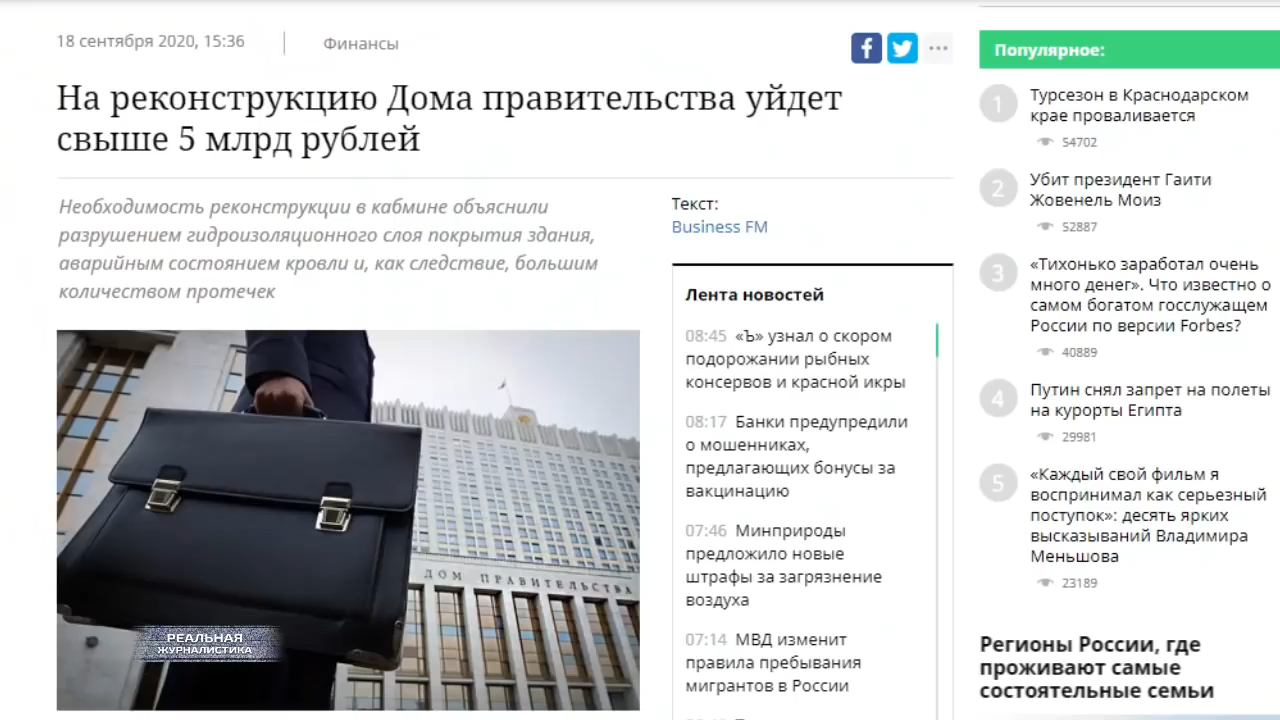 18 сентября 2020, 15:36
Финансы
На реконструкцию Дома правительства уйдет
свыше 5 млрд рублей
Необходимость реконструкции в кабмине объяснили
разрушением гидроизоляционного слоя покрытия здания,
аварийным состоянием кровли и, как следствие, большим
количеством протечек
ДОМ ПРАВИТЕЛЬСТВА
РЕАЛЬНАЯ
ЖУРНАЛИСТИКА
Текст:
Business FM
Лента новостей
08:45 «Ъ» узнал о скором
подорожании рыбных
консервов и красной икры
08:17 Банки предупредили
о мошенниках,
предлагающих бонусы за
вакцинацию
07:46 Минприроды
предложило новые
штрафы за загрязнение
воздуха
07:14 МВД изменит
правила пребывания
мигрантов в России
Популярное:
1 Турсезон в Краснодарском
крае проваливается
54702
2 Убит президент Гаити
Жовенель Моиз
52887
3 «Тихонько заработал очень
много денег». Что известно о
самом богатом госслужащем
России по версии Forbes?
40889
4 Путин снял запрет на полеты
на курорты Египта
29981
5 «Каждый свой фильм я
воспринимал как серьезный
поступок»: десять ярких
высказываний Владимира
Меньшова
23189
Регионы России, где
проживают самые
состоятельные семьи